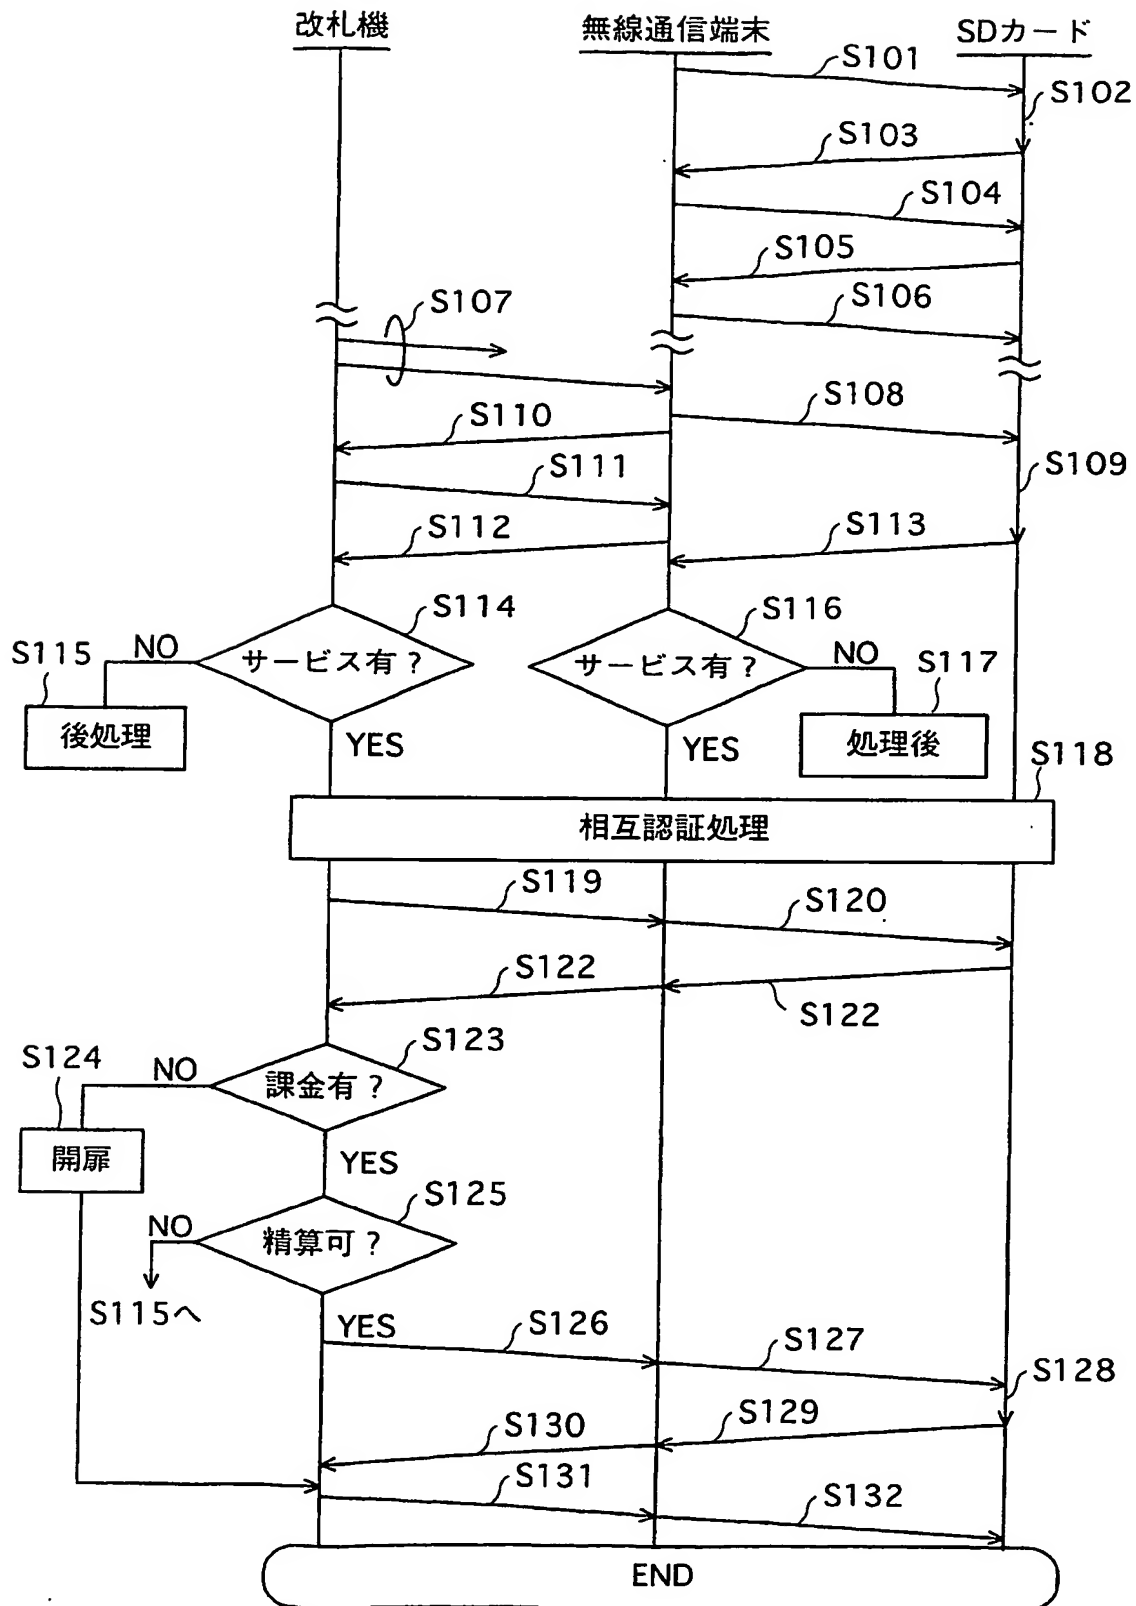 改札機
無線通信端末
SDカード
S101
S102
S103
S104
S105
S106
S107
S108
S110
S109
S111
S112
S113
S114
S116
S115
NO
サービス有？
サービス有？
NO
S117
後処理
YES
YES
処理後
S118
相互認証処理
S119
S120
S122
S122
S123
S124
NO
課金有？
開扉
YES
S125
NO
精算可？
S115へ
YES
S126
S127
S128
S129
S130
S131
S132
END